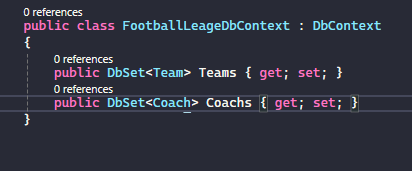 0 references
public class FootballLeageDbContext : DbContext
{
0 references
public DbSet<Team> Teams { get; set; }
0 references
public DbSet<Coach> Coachs { get; set; }
}